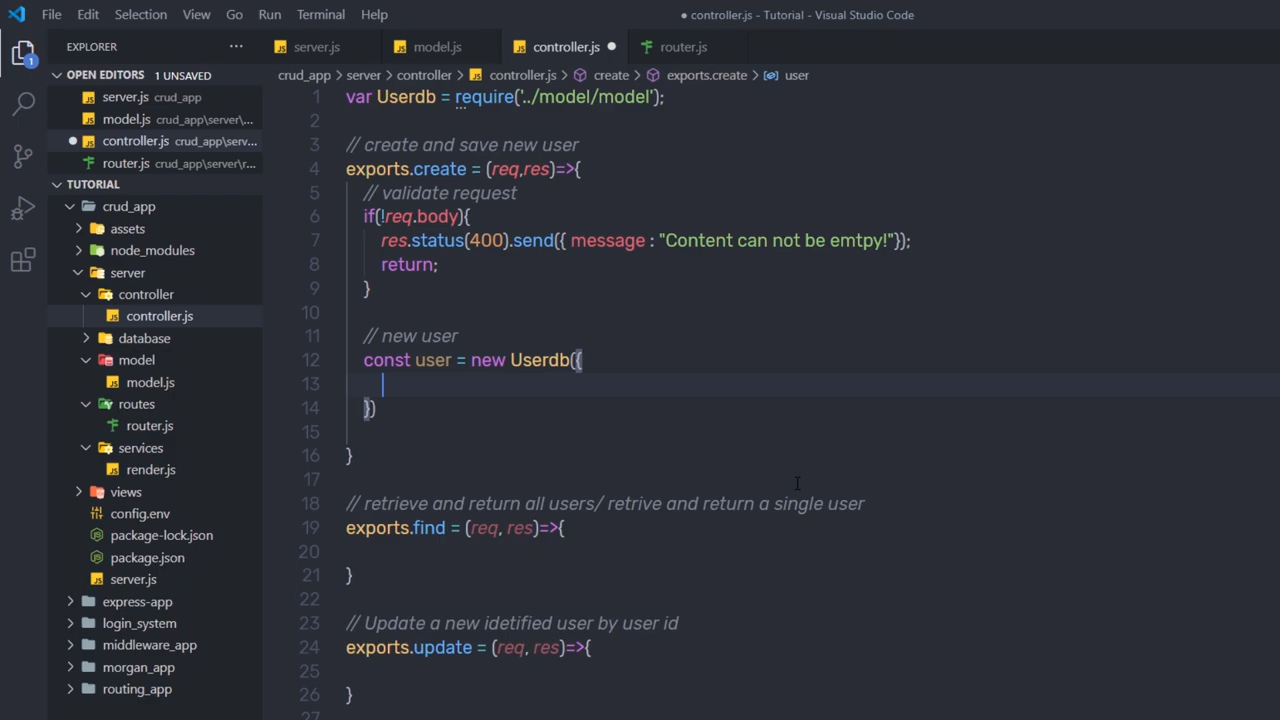 File Edit Selection View Go Run Terminal Help
● controller.js - Tutorial - Visual Studio Code
1
EXPLORER ...
OPEN EDITORS 1 UNSAVED
server.js crud_app
model.js crud_app\server\...
controller.js crud_app\serv...
router.js crud_app\server\r...
TUTORIAL
crud_app
assets
node_modules
server
controller
controller.js
database
model
model.js
routes
router.js
services
render.js
views
config.env
package-lock.json
package.json
server.js
express-app
login_system
middleware_app
morgan_app
routing_app
server.js model.js controller.js router.js
crud_app > server > controller > controller.js > create > exports.create > user
1 var Userdb = require('../model/model');
2
3 // create and save new user
4 exports.create = (req,res)=>{
5 // validate request
6 if(!req.body){
7 res.status(400).send({ message : "Content can not be emtpy!"});
8 return;
9 }
10
11 // new user
12 const user = new Userdb({
13
14 })
15
16 }
17
18 // retrieve and return all users/ retrive and return a single user
19 exports.find = (req, res)=>{
20
21 }
22
23 // Update a new idetified user by user id
24 exports.update = (req, res)=>{
25
26 }
27